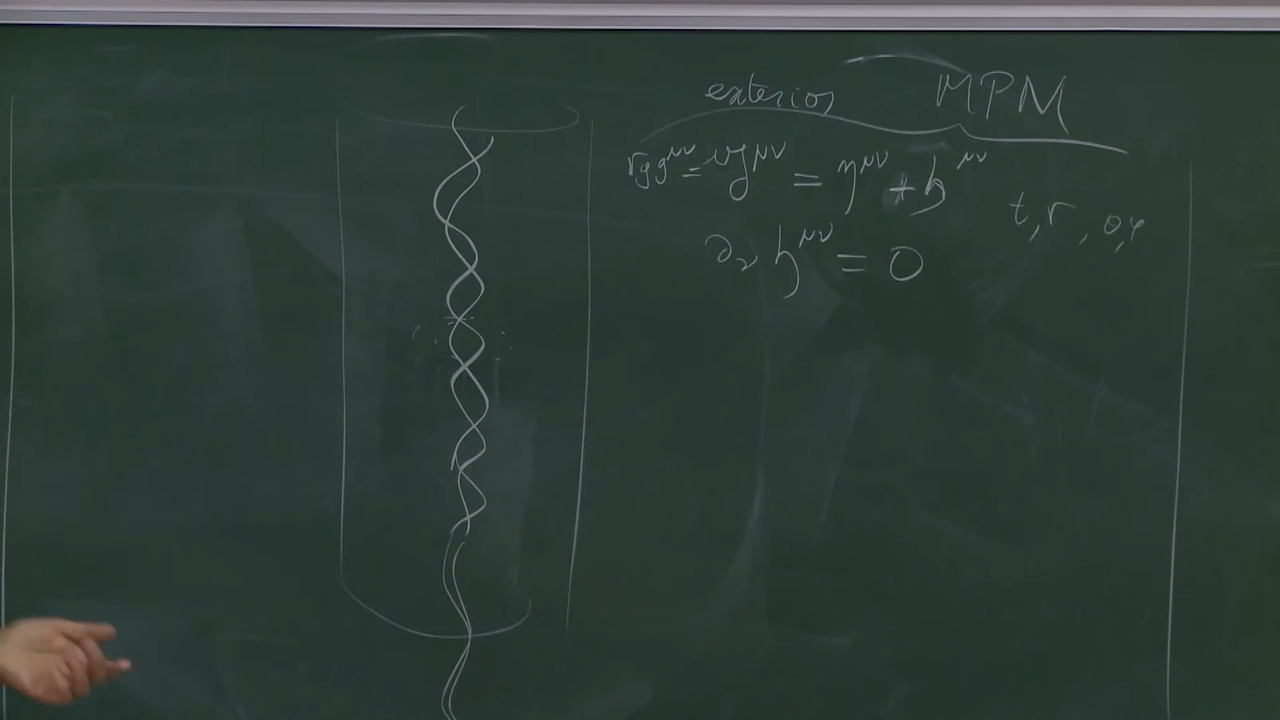 exterior MPM
√g g^μν = 𝔤^μν = η^μν + h^μν
t, r, θ, φ
∂_ν h^μν = 0